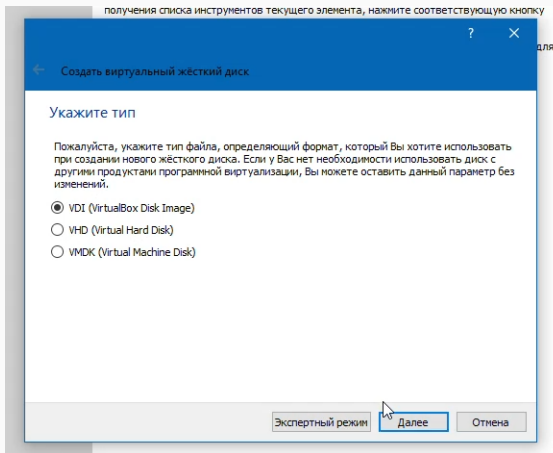 получения списка инструментов текущего элемента, нажмите соответствующую кнопку
?
для
Создать виртуальный жёсткий диск
Укажите тип
Пожалуйста, укажите тип файла, определяющий формат, который Вы хотите использовать
при создании нового жёсткого диска. Если у Вас нет необходимости использовать диск с
другими продуктами программной виртуализации, Вы можете оставить данный параметр без
изменений.
VDI (VirtualBox Disk Image)
VHD (Virtual Hard Disk)
VMDK (Virtual Machine Disk)
Экспертный режим Далее Отмена